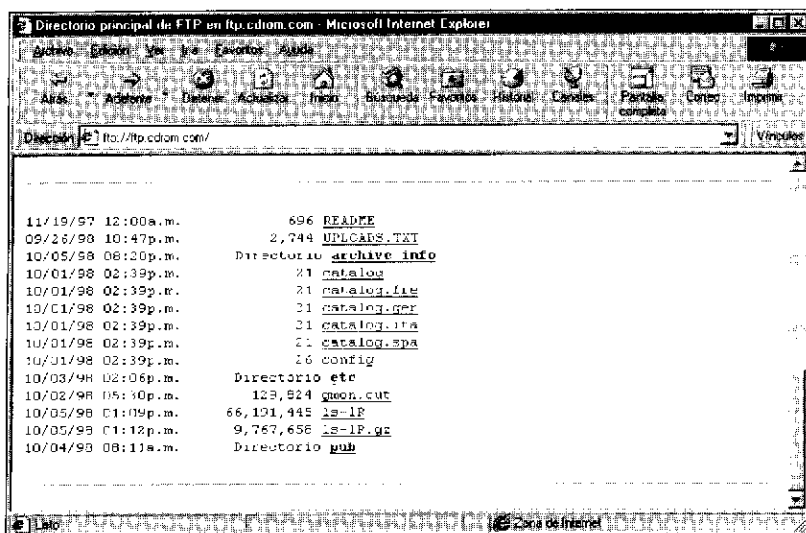 Directorio principal de FTP en ftp.cdrom.com - Microsoft Internet Explorer
Archivo Edición Ver Ir a Favoritos Ayuda
Atrás Adelante Detener Actualizar Inicio Búsqueda Favoritos Historial Canales Pantalla completa Correo Imprimir
Dirección ftp://ftp.cdrom.com/ Vínculos
11/19/97 12:00a.m. 696 README
09/26/98 10:47p.m. 2,744 UPLOADS.TXT
10/05/98 08:20p.m. Directorio archive info
10/01/98 02:39p.m. 21 catalog
10/01/98 02:39p.m. 21 catalog.fre
10/01/98 02:39p.m. 21 catalog.ger
10/01/98 02:39p.m. 21 catalog.ita
10/01/98 02:39p.m. 21 catalog.spa
10/01/98 02:39p.m. 26 config
10/03/98 02:06p.m. Directorio etc
10/02/98 05:30p.m. gmon.out
10/05/98 01:09p.m. 66,191,445 ls-lR
10/05/98 01:12p.m. 9,767,658 ls-lR.gz
10/04/98 08:11a.m. Directorio pub
Listo Zona de Internet